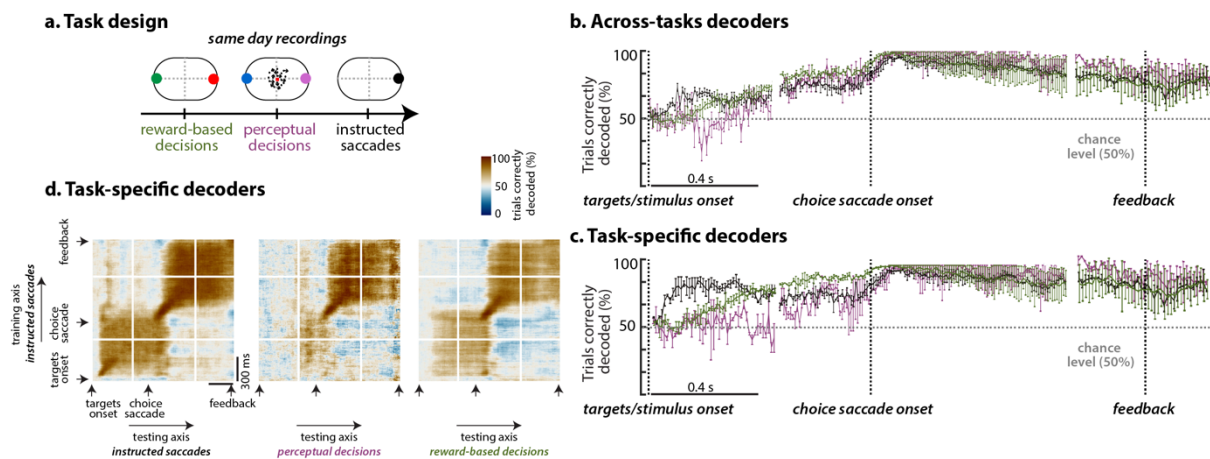 a. Task design
same day recordings
reward-based
decisions
perceptual
decisions
instructed
saccades
b. Across-tasks decoders
100
50
Trials correctly
decoded (%)
chance
level (50%)
0.4 s
targets/stimulus onset
choice saccade onset
feedback
c. Task-specific decoders
100
50
Trials correctly
decoded (%)
chance
level (50%)
0.4 s
targets/stimulus onset
choice saccade onset
feedback
d. Task-specific decoders
100
50
0
trials correctly
decoded (%)
training axis
instructed saccades
feedback
choice
saccade
targets
onset
300 ms
targets
onset
choice
saccade
feedback
testing axis
instructed saccades
testing axis
perceptual decisions
testing axis
reward-based decisions